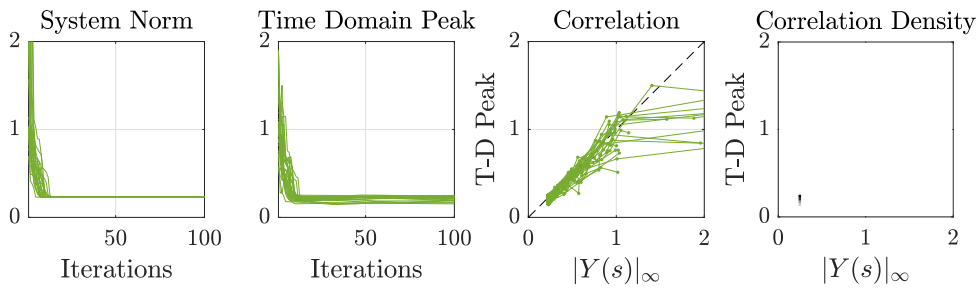 System Norm
2
1
0
50
100
Iterations
Time Domain Peak
2
1
0
50
100
Iterations
Correlation
T-D Peak
2
1
0
0
1
2
|Y(s)|∞
Correlation Density
T-D Peak
2
1
0
0
1
2
|Y(s)|∞